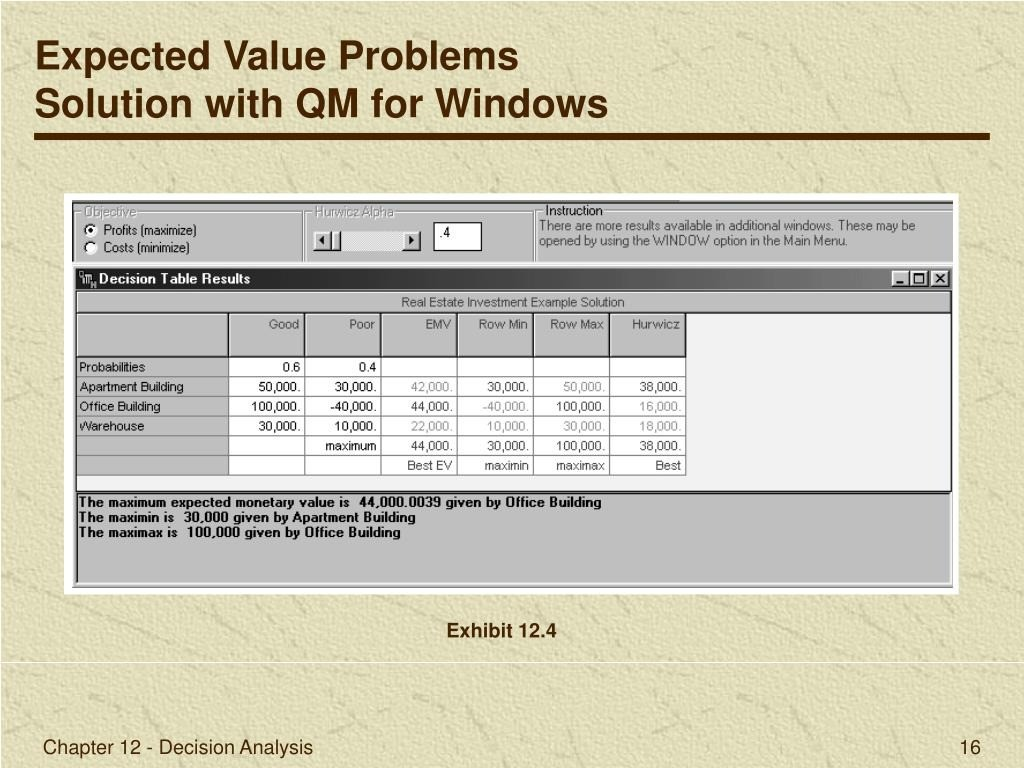 Expected Value Problems
Solution with QM for Windows
Objective
Profits (maximize)
Costs (minimize)
Hurwicz Alpha
.4
Instruction
There are more results available in additional windows. These may be
opened by using the WINDOW option in the Main Menu.
Decision Table Results
Real Estate Investment Example Solution
Good Poor EMV Row Min Row Max Hurwicz
Probabilities 0.6 0.4
Apartment Building 50,000. 30,000. 42,000. 30,000. 50,000. 38,000.
Office Building 100,000. -40,000. 44,000. -40,000. 100,000. 16,000.
Warehouse 30,000. 10,000. 22,000. 10,000. 30,000. 18,000.
maximum 44,000. 30,000. 100,000. 38,000.
Best EV maximin maximax Best
The maximum expected monetary value is 44,000.0039 given by Office Building
The maximin is 30,000 given by Apartment Building
The maximax is 100,000 given by Office Building
Exhibit 12.4
Chapter 12 - Decision Analysis 16